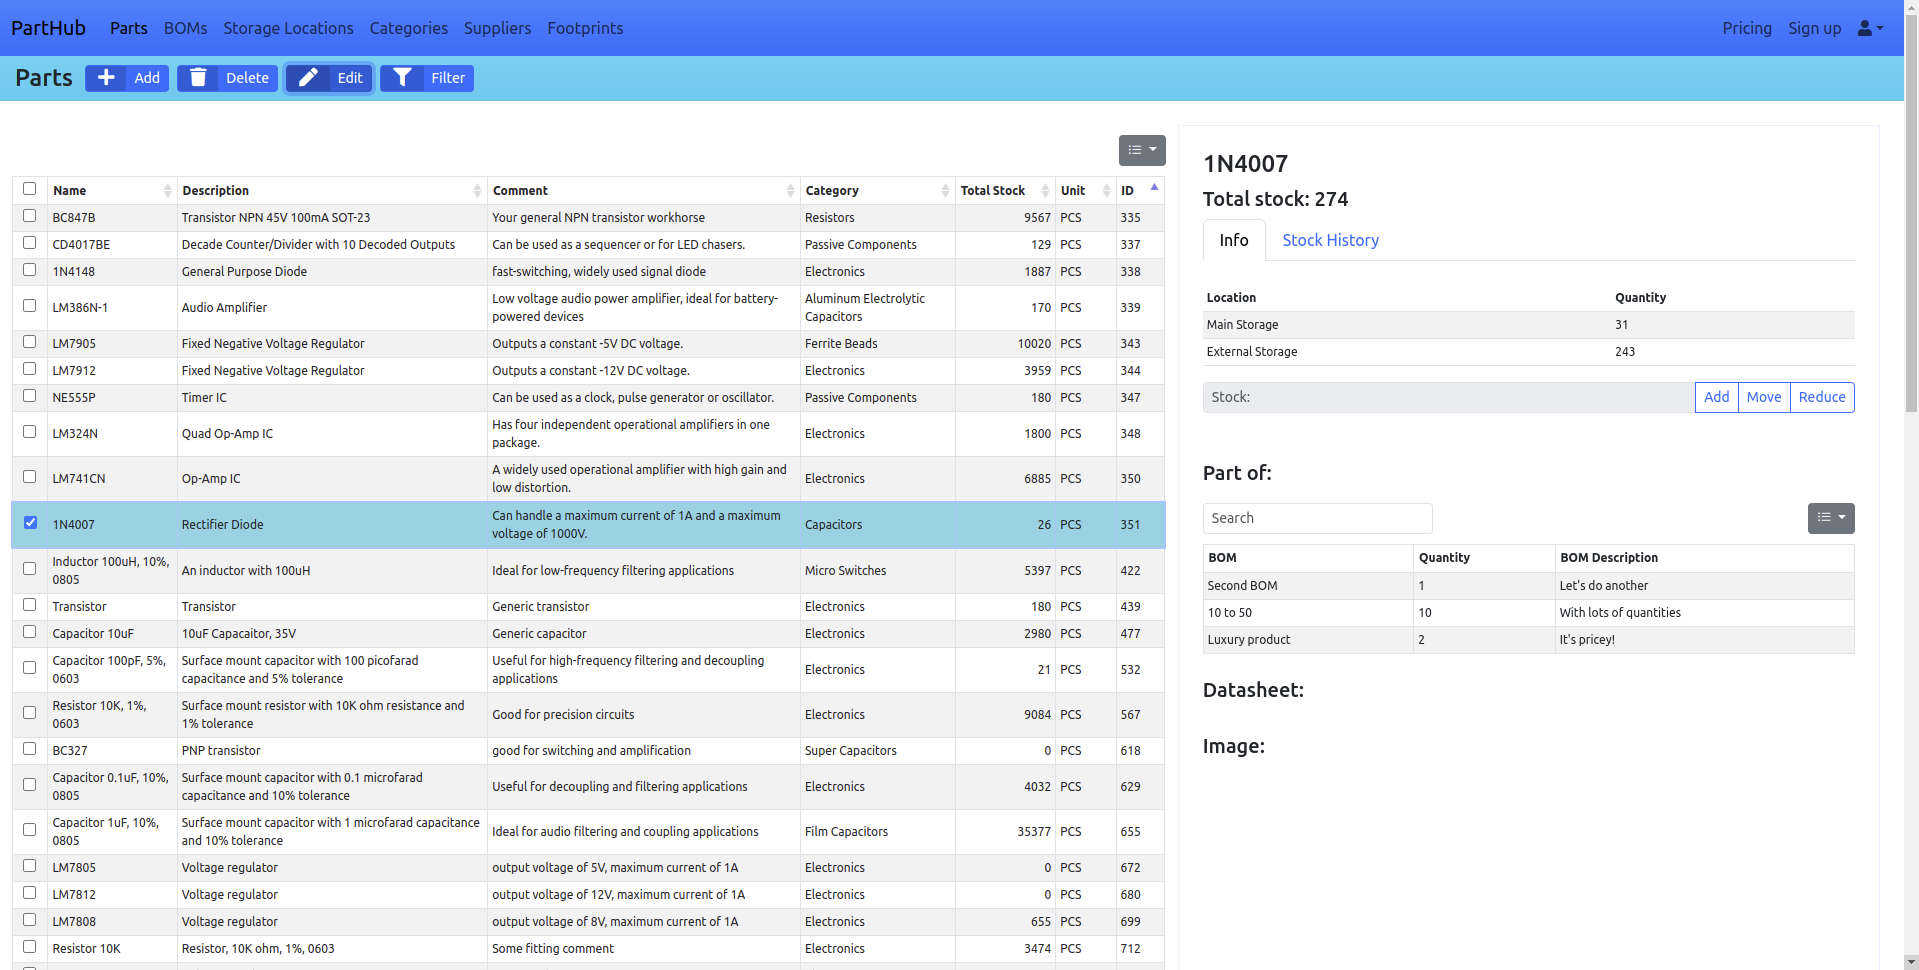 PartHub Parts BOMs Storage Locations Categories Suppliers Footprints Pricing Sign up
Parts Add Delete Edit Filter
Name Description Comment Category Total Stock Unit ID
BC847B Transistor NPN 45V 100mA SOT-23 Your general NPN transistor workhorse Resistors 9567 PCS 335
CD4017BE Decade Counter/Divider with 10 Decoded Outputs Can be used as a sequencer or for LED chasers. Passive Components 129 PCS 337
1N4148 General Purpose Diode fast-switching, widely used signal diode Electronics 1887 PCS 338
LM386N-1 Audio Amplifier Low voltage audio power amplifier, ideal for battery-
powered devices Aluminum Electrolytic
Capacitors 170 PCS 339
LM7905 Fixed Negative Voltage Regulator Outputs a constant -5V DC voltage. Ferrite Beads 10020 PCS 343
LM7912 Fixed Negative Voltage Regulator Outputs a constant -12V DC voltage. Electronics 3959 PCS 344
NE555P Timer IC Can be used as a clock, pulse generator or oscillator. Passive Components 180 PCS 347
LM324N Quad Op-Amp IC Has four independent operational amplifiers in one
package. Electronics 1800 PCS 348
LM741CN Op-Amp IC A widely used operational amplifier with high gain and
low distortion. Electronics 6885 PCS 350
1N4007 Rectifier Diode Can handle a maximum current of 1A and a maximum
voltage of 1000V. Capacitors 26 PCS 351
Inductor 100uH, 10%,
0805 An inductor with 100uH Ideal for low-frequency filtering applications Micro Switches 5397 PCS 422
Transistor Transistor Generic transistor Electronics 180 PCS 439
Capacitor 10uF 10uF Capacaitor, 35V Generic capacitor Electronics 2980 PCS 477
Capacitor 100pF, 5%,
0603 Surface mount capacitor with 100 picofarad
capacitance and 5% tolerance Useful for high-frequency filtering and decoupling
applications Electronics 21 PCS 532
Resistor 10K, 1%,
0603 Surface mount resistor with 10K ohm resistance and
1% tolerance Good for precision circuits Electronics 9084 PCS 567
BC327 PNP transistor good for switching and amplification Super Capacitors 0 PCS 618
Capacitor 0.1uF, 10%,
0805 Surface mount capacitor with 0.1 microfarad
capacitance and 10% tolerance Useful for decoupling and filtering applications Electronics 4032 PCS 629
Capacitor 1uF, 10%,
0805 Surface mount capacitor with 1 microfarad capacitance
and 10% tolerance Ideal for audio filtering and coupling applications Film Capacitors 35377 PCS 655
LM7805 Voltage regulator output voltage of 5V, maximum current of 1A Electronics 0 PCS 672
LM7812 Voltage regulator output voltage of 12V, maximum current of 1A Electronics 0 PCS 680
LM7808 Voltage regulator output voltage of 8V, maximum current of 1A Electronics 655 PCS 699
Resistor 10K Resistor, 10K ohm, 1%, 0603 Some fitting comment Electronics 3474 PCS 712
1N4007
Total stock: 274
Info Stock History
Location Quantity
Main Storage 31
External Storage 243
Stock: Add Move Reduce
Part of:
Search
BOM Quantity BOM Description
Second BOM 1 Let's do another
10 to 50 10 With lots of quantities
Luxury product 2 It's pricey!
Datasheet:
Image: